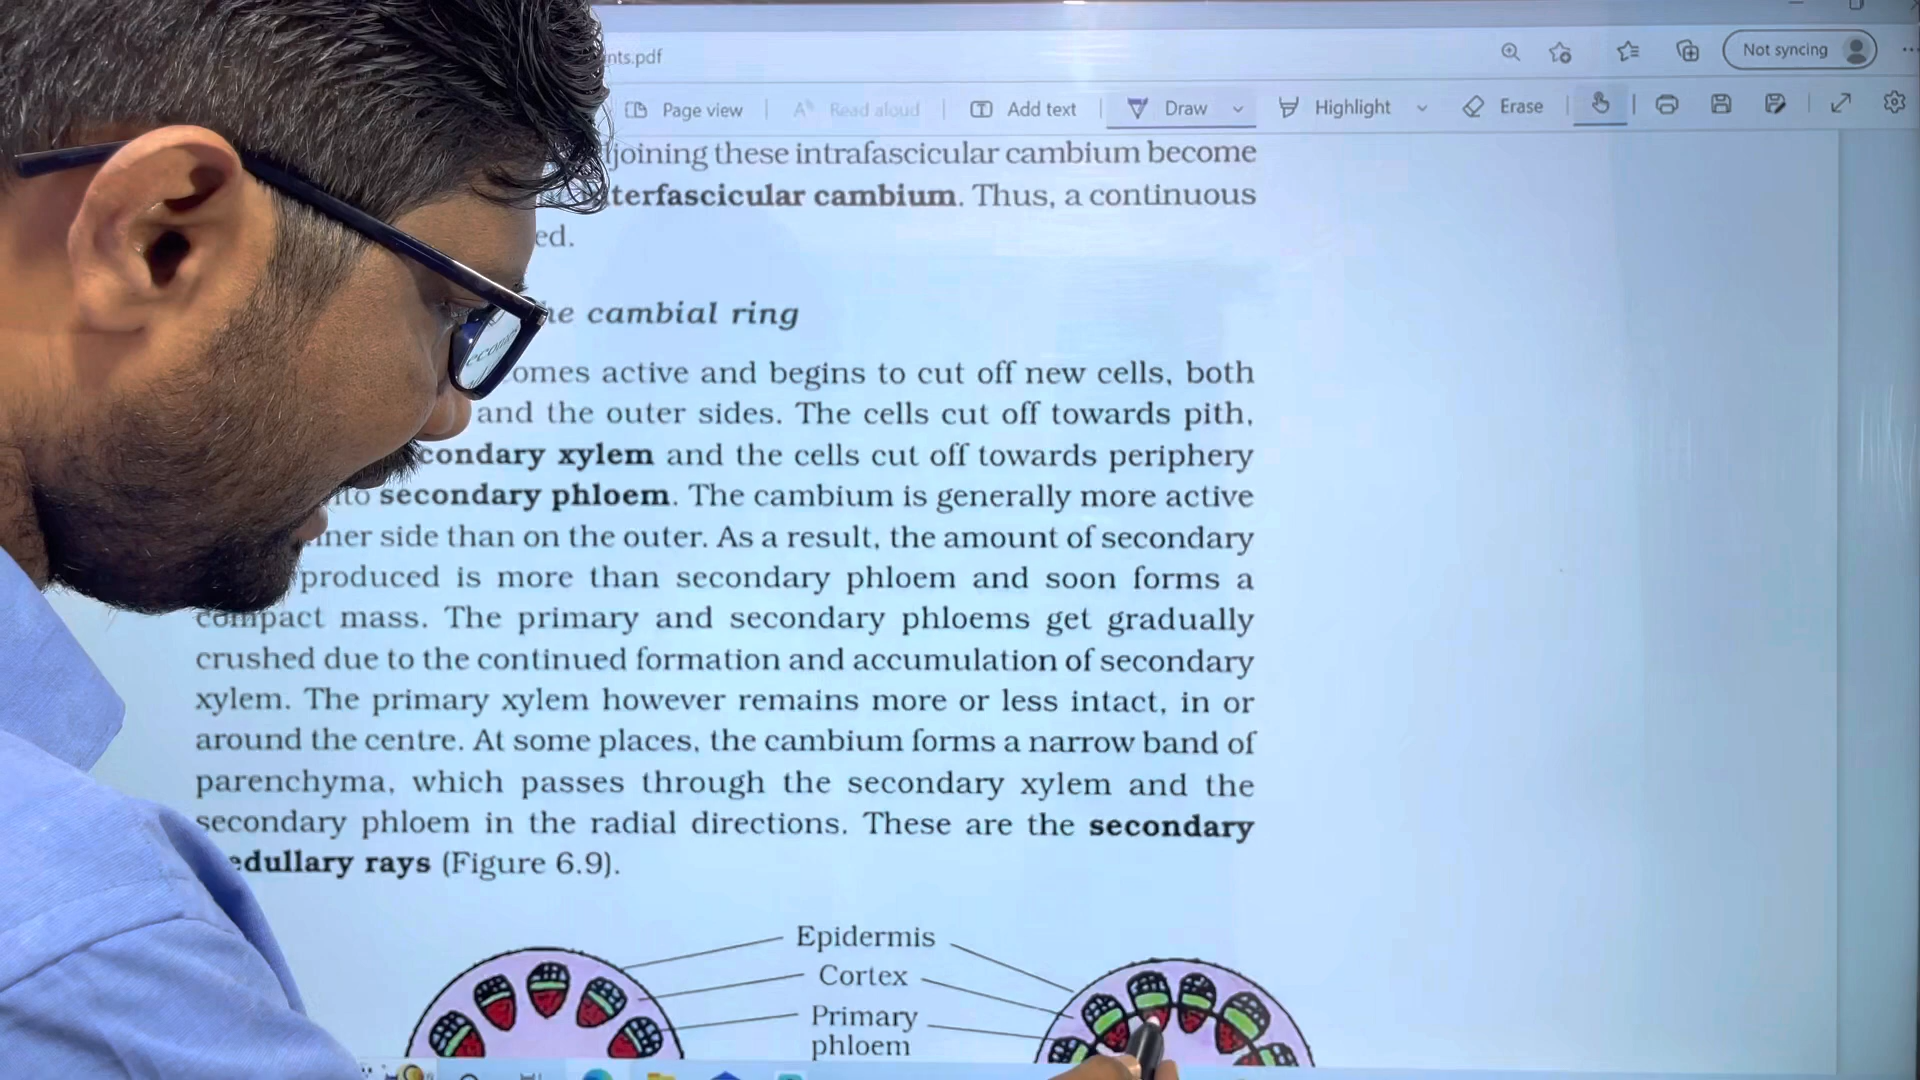 nts.pdf
Not syncing
Page view
Read aloud
Add text
Draw
Highlight
Erase
joining these intrafascicular cambium become
terfascicular cambium. Thus, a continuous
ed.
he cambial ring
omes active and begins to cut off new cells, both
and the outer sides. The cells cut off towards pith,
condary xylem and the cells cut off towards periphery
nto secondary phloem. The cambium is generally more active
nner side than on the outer. As a result, the amount of secondary
produced is more than secondary phloem and soon forms a
compact mass. The primary and secondary phloems get gradually
crushed due to the continued formation and accumulation of secondary
xylem. The primary xylem however remains more or less intact, in or
around the centre. At some places, the cambium forms a narrow band of
parenchyma, which passes through the secondary xylem and the
secondary phloem in the radial directions. These are the secondary
edullary rays (Figure 6.9).
Epidermis
Cortex
Primary
phloem